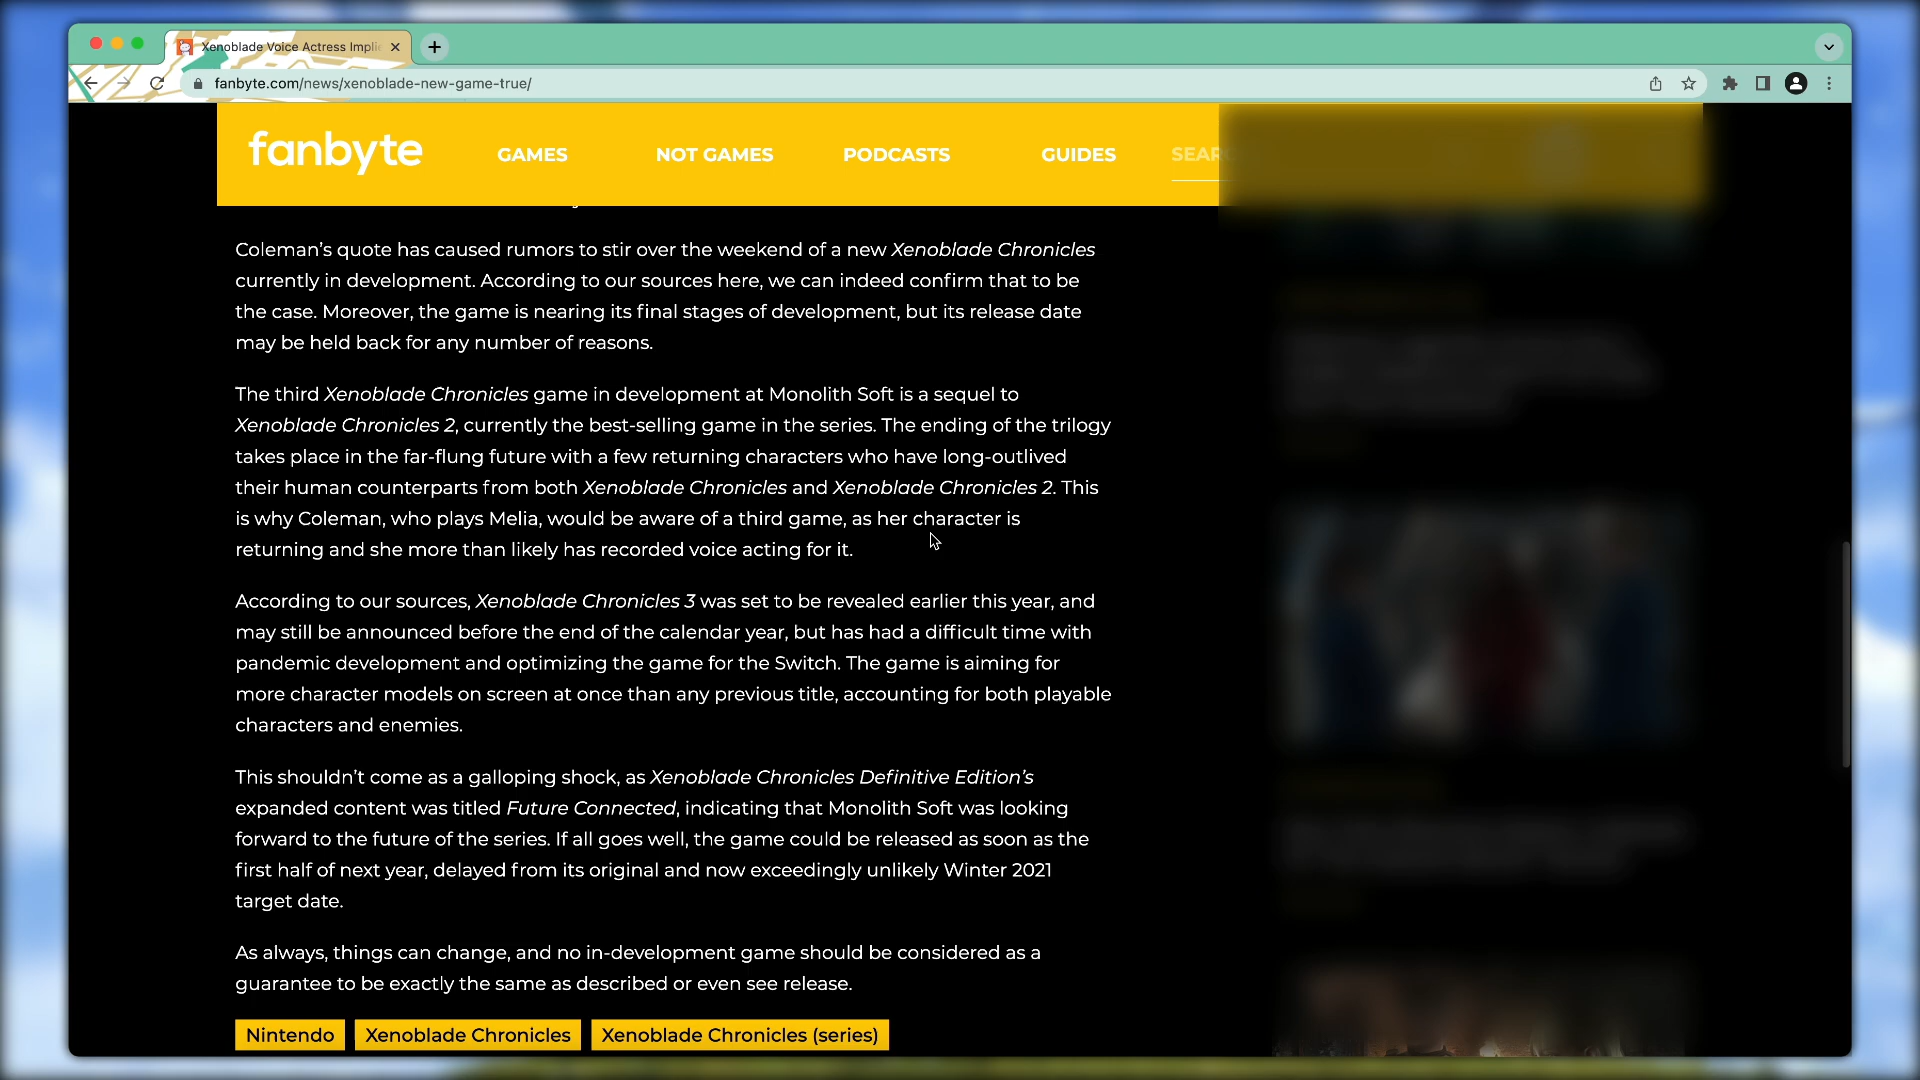 Xenoblade Voice Actress Impli
fanbyte.com/news/xenoblade-new-game-true/
fanbyte
GAMES
NOT GAMES
PODCASTS
GUIDES
Coleman's quote has caused rumors to stir over the weekend of a new Xenoblade Chronicles
currently in development. According to our sources here, we can indeed confirm that to be
the case. Moreover, the game is nearing its final stages of development, but its release date
may be held back for any number of reasons.
The third Xenoblade Chronicles game in development at Monolith Soft is a sequel to
Xenoblade Chronicles 2, currently the best-selling game in the series. The ending of the trilogy
takes place in the far-flung future with a few returning characters who have long-outlived
their human counterparts from both Xenoblade Chronicles and Xenoblade Chronicles 2. This
is why Coleman, who plays Melia, would be aware of a third game, as her character is
returning and she more than likely has recorded voice acting for it.
According to our sources, Xenoblade Chronicles 3 was set to be revealed earlier this year, and
may still be announced before the end of the calendar year, but has had a difficult time with
pandemic development and optimizing the game for the Switch. The game is aiming for
more character models on screen at once than any previous title, accounting for both playable
characters and enemies.
This shouldn't come as a galloping shock, as Xenoblade Chronicles Definitive Edition's
expanded content was titled Future Connected, indicating that Monolith Soft was looking
forward to the future of the series. If all goes well, the game could be released as soon as the
first half of next year, delayed from its original and now exceedingly unlikely Winter 2021
target date.
As always, things can change, and no in-development game should be considered as a
guarantee to be exactly the same as described or even see release.
Nintendo
Xenoblade Chronicles
Xenoblade Chronicles (series)